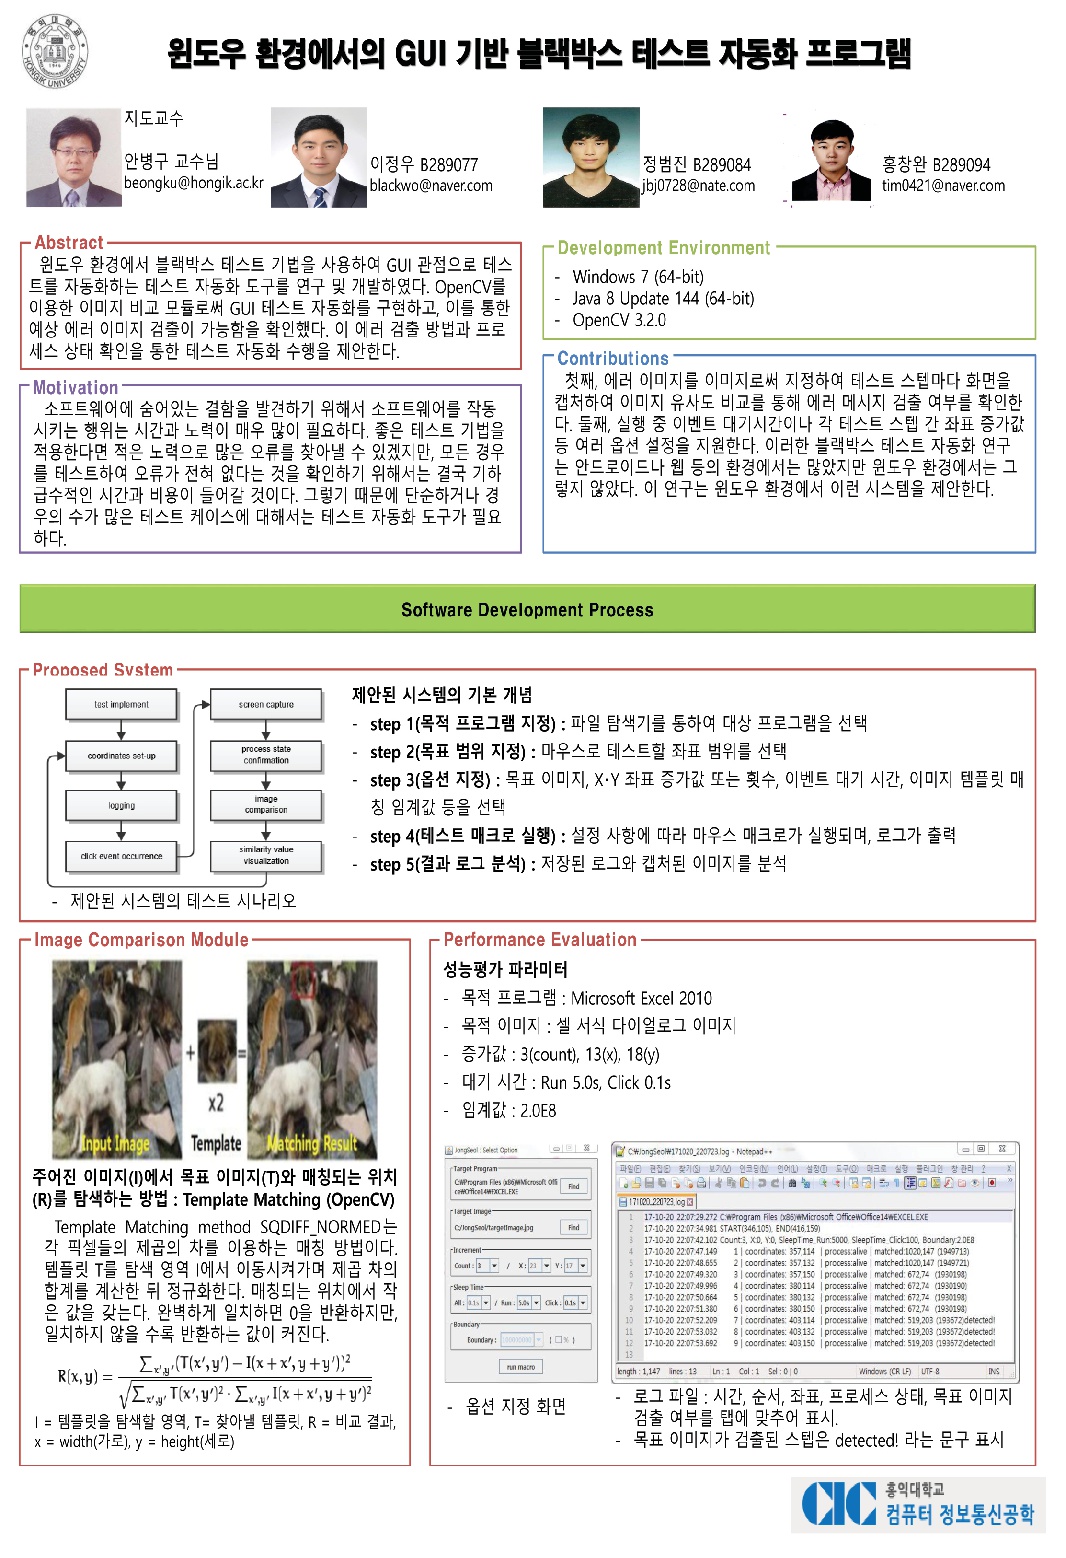 윈도우 환경에서의 GUI 기반 블랙박스 테스트 자동화 프로그램
지도교수
안병구 교수님
beongku@hongik.ac.kr
이정우 B289077
blackwo@naver.com
정범진 B289084
jbj0728@nate.com
홍창완 B289094
tim0421@naver.com
Abstract
윈도우 환경에서 블랙박스 테스트 기법을 사용하여 GUI 관점으로 테스
트를 자동화하는 테스트 자동화 도구를 연구 및 개발하였다. OpenCV를
이용한 이미지 비교 모듈로써 GUI 테스트 자동화를 구현하고, 이를 통한
예상 에러 이미지 검출이 가능함을 확인했다. 이 에러 검출 방법과 프로
세스 상태 확인을 통한 테스트 자동화 수행을 제안한다.
Motivation
소프트웨어에 숨어있는 결함을 발견하기 위해서 소프트웨어를 작동
시키는 행위는 시간과 노력이 매우 많이 필요하다. 좋은 테스트 기법을
적용한다면 적은 노력으로 많은 오류를 찾아낼 수 있겠지만, 모든 경우
를 테스트하여 오류가 전혀 없다는 것을 확인하기 위해서는 결국 기하
급수적인 시간과 비용이 들어갈 것이다. 그렇기 때문에 단순하거나 경
우의 수가 많은 테스트 케이스에 대해서는 테스트 자동화 도구가 필요
하다.
Development Environment
- Windows 7 (64-bit)
- Java 8 Update 144 (64-bit)
- OpenCV 3.2.0
Contributions
첫째, 에러 이미지를 이미지로써 지정하여 테스트 스텝마다 화면을
캡처하여 이미지 유사도 비교를 통해 에러 메시지 검출 여부를 확인한
다. 둘째, 실행 중 이벤트 대기시간이나 각 테스트 스텝 간 좌표 증가값
등 여러 옵션 설정을 지원한다. 이러한 블랙박스 테스트 자동화 연구
는 안드로이드나 웹 등의 환경에서는 많았지만 윈도우 환경에서는 그
렇지 않았다. 이 연구는 윈도우 환경에서 이런 시스템을 제안한다.
Software Development Process
Proposed System
test implement
coordinates set-up
logging
click event occurrence
screen capture
process state
confirmation
image
comparison
similarity value
visualization
- 제안된 시스템의 테스트 시나리오
제안된 시스템의 기본 개념
- step 1(목적 프로그램 지정) : 파일 탐색기를 통하여 대상 프로그램을 선택
- step 2(목표 범위 지정) : 마우스로 테스트할 좌표 범위를 선택
- step 3(옵션 지정) : 목표 이미지, X·Y 좌표 증가값 또는 횟수, 이벤트 대기 시간, 이미지 템플릿 매
칭 임계값 등을 선택
- step 4(테스트 매크로 실행) : 설정 사항에 따라 마우스 매크로가 실행되며, 로그가 출력
- step 5(결과 로그 분석) : 저장된 로그와 캡처된 이미지를 분석
Image Comparison Module
+ = x2
Input Image Template Matching Result
주어진 이미지(I)에서 목표 이미지(T)와 매칭되는 위치
(R)를 탐색하는 방법 : Template Matching (OpenCV)
Template Matching method SQDIFF_NORMED는
각 픽셀들의 제곱의 차를 이용하는 매칭 방법이다.
템플릿 T를 탐색 영역 I에서 이동시켜가며 제곱 차의
합계를 계산한 뒤 정규화한다. 매칭되는 위치에서 작
은 값을 갖는다. 완벽하게 일치하면 0을 반환하지만,
일치하지 않을 수록 반환하는 값이 커진다.
R(x,y) = ∑x′,y′(T(x′,y′)−I(x+x′,y+y′))² / √∑x′,y′ T(x′,y′)² · ∑x′,y′ I(x+x′,y+y′)²
I = 템플릿을 탐색할 영역, T= 찾아낼 템플릿, R = 비교 결과,
x = width(가로), y = height(세로)
Performance Evaluation
성능평가 파라미터
- 목적 프로그램 : Microsoft Excel 2010
- 목적 이미지 : 셀 서식 다이얼로그 이미지
- 증가값 : 3(count), 13(x), 18(y)
- 대기 시간 : Run 5.0s, Click 0.1s
- 임계값 : 2.0E8
JongSeol : Select Option
Target Program
C:₩Program Files (x86)₩Microsoft Offi
ce₩Office14₩EXCEL.EXE
Find
Target Image
C:/JongSeol/targetImage.jpg
Find
Increment
Count : 3 / X : 23 Y : 17
Sleep Time
All : 0.1s / Run : 5.0s Click : 0.1s
Boundary
Boundary : ( %)
run macro
- 옵션 지정 화면
C:₩JongSeol₩171020_220723.log - Notepad++
파일(F) 편집(E) 찾기(S) 보기(V) 인코딩(N) 언어(L) 설정(T) 도구(O) 매크로 실행 플러그인 창 관리 ? X
171020_220723.log
1 17-10-20 22:07:29.272 C:₩Program Files (x86)₩Microsoft Office₩Office14₩EXCEL.EXE
2 17-10-20 22:07:34.981 START(346,105), END(416,159)
3 17-10-20 22:07:42.102 Count:3, X:0, Y:0, SleepTime_Run:5000, SleepTime_Click:100, Boundary:2.0E8
4 17-10-20 22:07:47.149 1 | coordinates: 357,114 | process:alive | matched:1020,147 (1949713)
5 17-10-20 22:07:48.655 2 | coordinates: 357,132 | process:alive | matched:1020,147 (1949721)
6 17-10-20 22:07:49.320 3 | coordinates: 357,150 | process:alive | matched: 672,74 (1930198)
7 17-10-20 22:07:49.996 4 | coordinates: 380,114 | process:alive | matched: 672,74 (1930190)
8 17-10-20 22:07:50.664 5 | coordinates: 380,132 | process:alive | matched: 672,74 (1930198)
9 17-10-20 22:07:51.380 6 | coordinates: 380,150 | process:alive | matched: 672,74 (1930198)
10 17-10-20 22:07:52.209 7 | coordinates: 403,114 | process:alive | matched: 519,203 (193672)detected!
11 17-10-20 22:07:53.032 8 | coordinates: 403,132 | process:alive | matched: 519,203 (193672)detected!
12 17-10-20 22:07:53.692 9 | coordinates: 403,150 | process:alive | matched: 519,203 (193672)detected!
13
length : 1,147 lines : 13 Ln : 1 Col : 1 Sel : 0 | 0 Windows (CR LF) UTF-8 INS
- 로그 파일 : 시간, 순서, 좌표, 프로세스 상태, 목표 이미지
검출 여부를 탭에 맞추어 표시.
- 목표 이미지가 검출된 스텝은 detected! 라는 문구 표시
CIC 홍익대학교
컴퓨터 정보통신공학